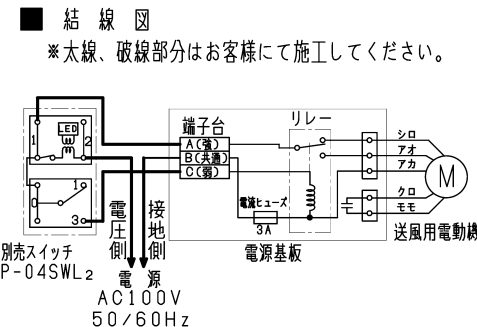 ■ 結線図
※太線、破線部分はお客様にて施工してください。
LED
1
2
端子台
リレー
A(強)
B(共通)
C(弱)
シロ
アオ
アカ
クロ
モモ
M
0
1
3
電流ヒューズ
3A
電圧側
接地側
別売スイッチ
P-04SWL2
電源基板
送風用電動機
電源
AC100V
50/60Hz